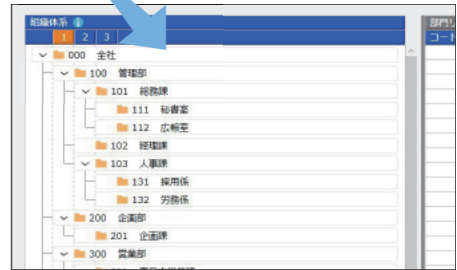 組織体系
部門リ
1 2 3
コード
000 全社
100 管理部
101 総務課
111 秘書室
112 広報室
102 経理課
103 人事課
131 採用係
132 労務係
200 企画部
201 企画課
300 営業部